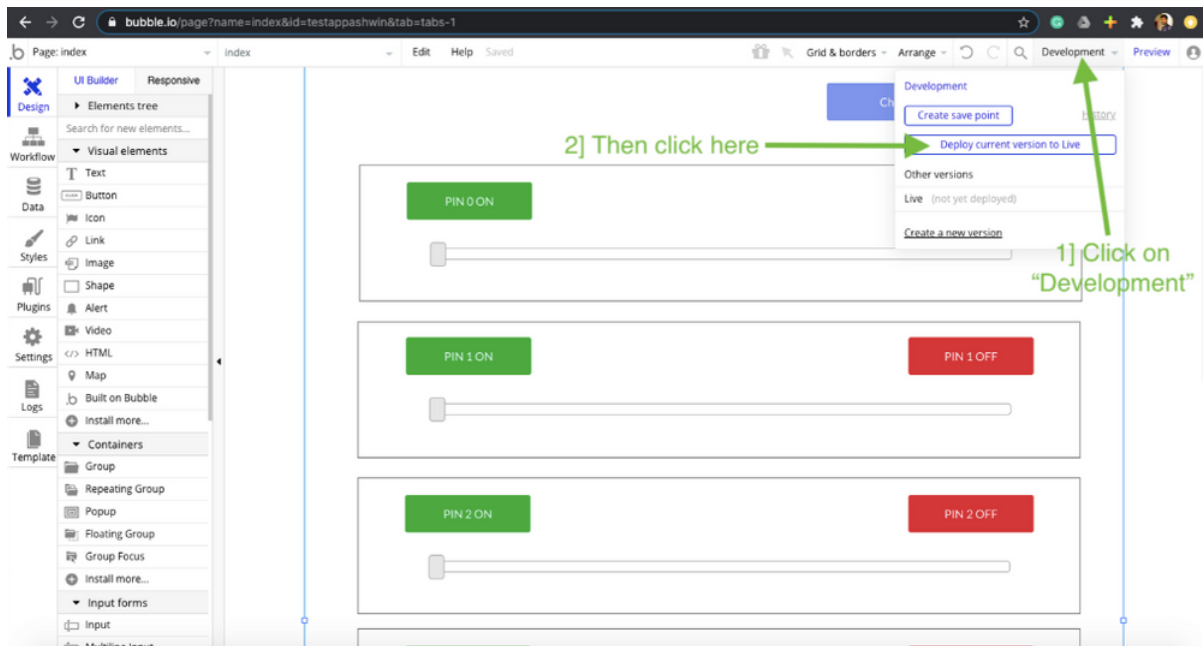 bubble.io/page?name=index&id=testappashwin&tab=tabs-1
Page: index
index
Edit Help Saved
Grid & borders Arrange
Development
Preview
UI Builder Responsive
Design
Elements tree
Search for new elements...
Workflow
Visual elements
Text
Button
Data
Icon
Link
Styles
Image
Shape
Plugins
Alert
Video
Settings
HTML
Map
Logs
Built on Bubble
Install more...
Template
Containers
Group
Repeating Group
Popup
Floating Group
Group Focus
Install more...
Input forms
Input
Multiline Input
Ch
Development
Create save point
History
Deploy current version to Live
Other versions
Live (not yet deployed)
Create a new version
2] Then click here
1] Click on
“Development”
PIN 0 ON
PIN 1 ON
PIN 1 OFF
PIN 2 ON
PIN 2 OFF